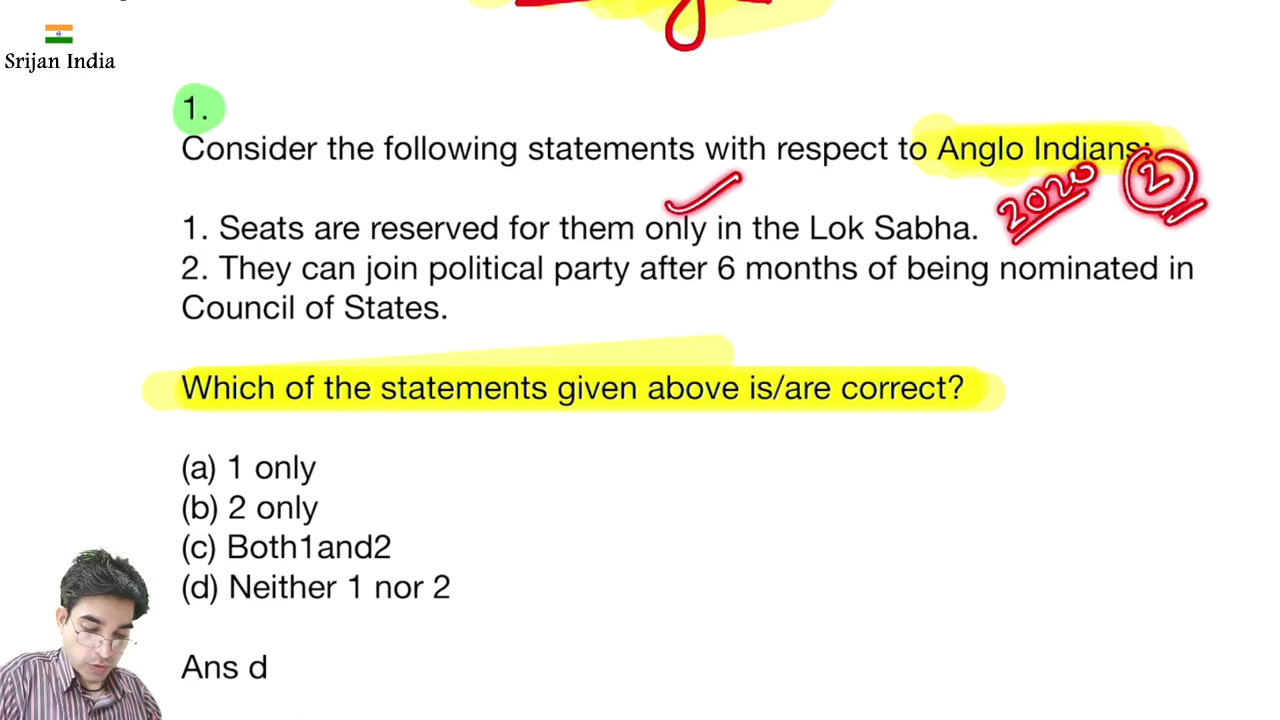 Srijan India
1.
Consider the following statements with respect to Anglo Indians:
2020 2
1. Seats are reserved for them only in the Lok Sabha.
2. They can join political party after 6 months of being nominated in
Council of States.
Which of the statements given above is/are correct?
(a) 1 only
(b) 2 only
(c) Both1and2
(d) Neither 1 nor 2
Ans d